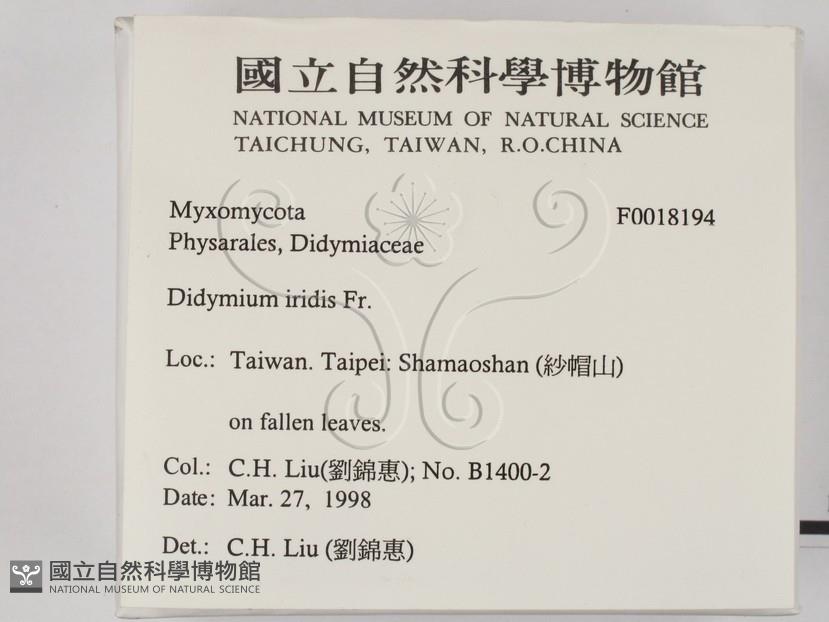 國立自然科學博物館
NATIONAL MUSEUM OF NATURAL SCIENCE
TAICHUNG, TAIWAN, R.O.CHINA
Myxomycota F0018194
Physarales, Didymiaceae
Didymium iridis Fr.
Loc.: Taiwan. Taipei: Shamaoshan (紗帽山)
on fallen leaves.
Col.: C.H. Liu(劉錦惠); No. B1400-2
Date: Mar. 27, 1998
Det.: C.H. Liu (劉錦惠)
國立自然科學博物館
NATIONAL MUSEUM OF NATURAL SCIENCE